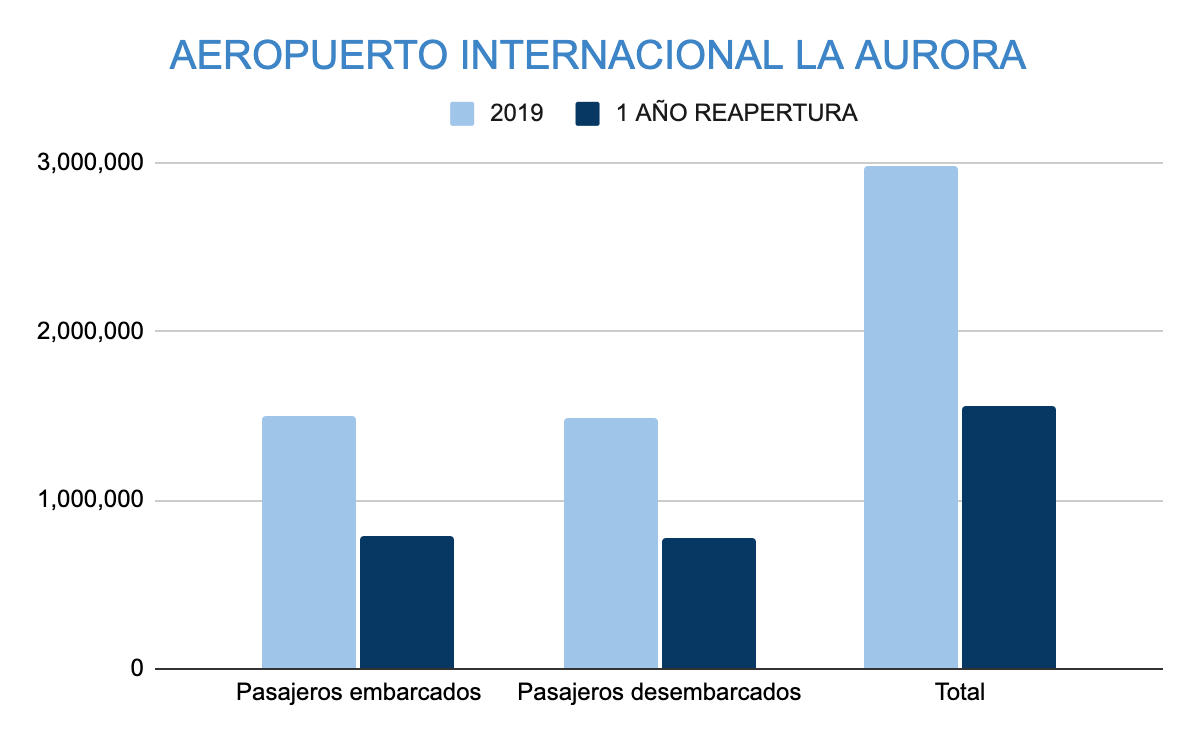 AEROPUERTO INTERNACIONAL LA AURORA
2019 1 AÑO REAPERTURA
3,000,000
2,000,000
1,000,000
0
Pasajeros embarcados Pasajeros desembarcados Total